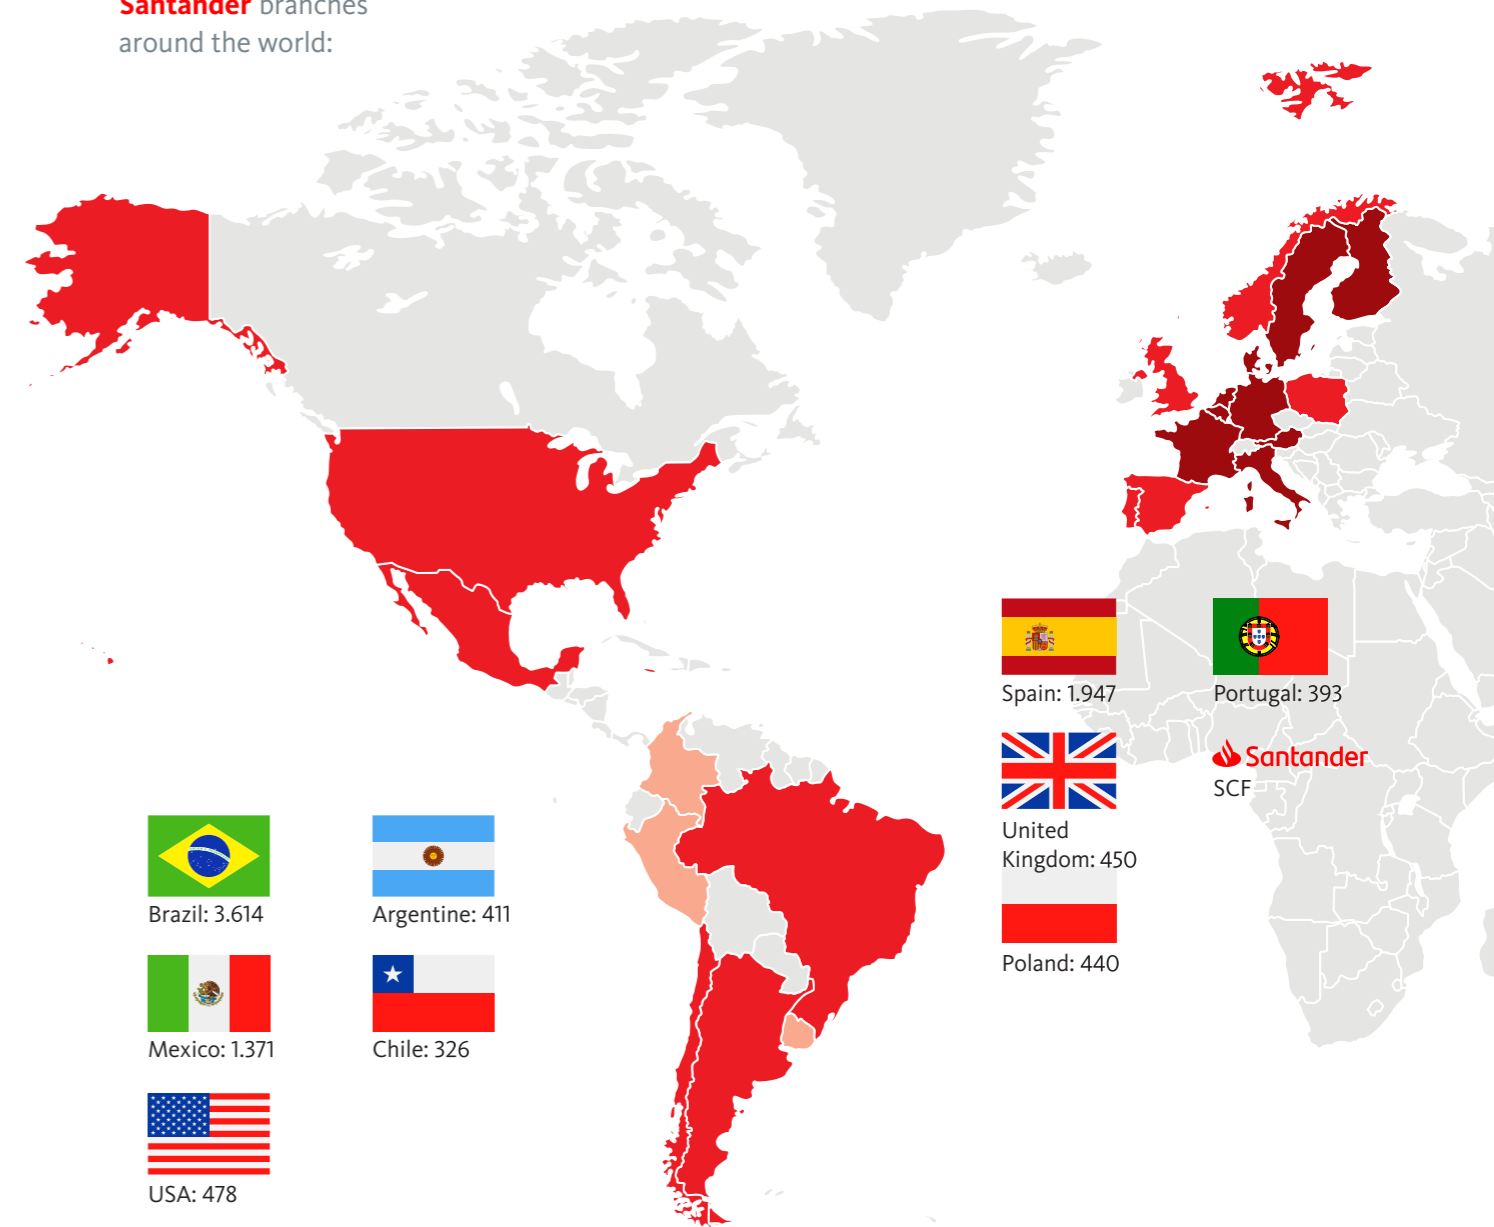 Santander branches
around the world:
Spain: 1.947
Portugal: 393
Santander
SCF
United
Kingdom: 450
Poland: 440
Brazil: 3.614
Argentine: 411
Mexico: 1.371
Chile: 326
USA: 478